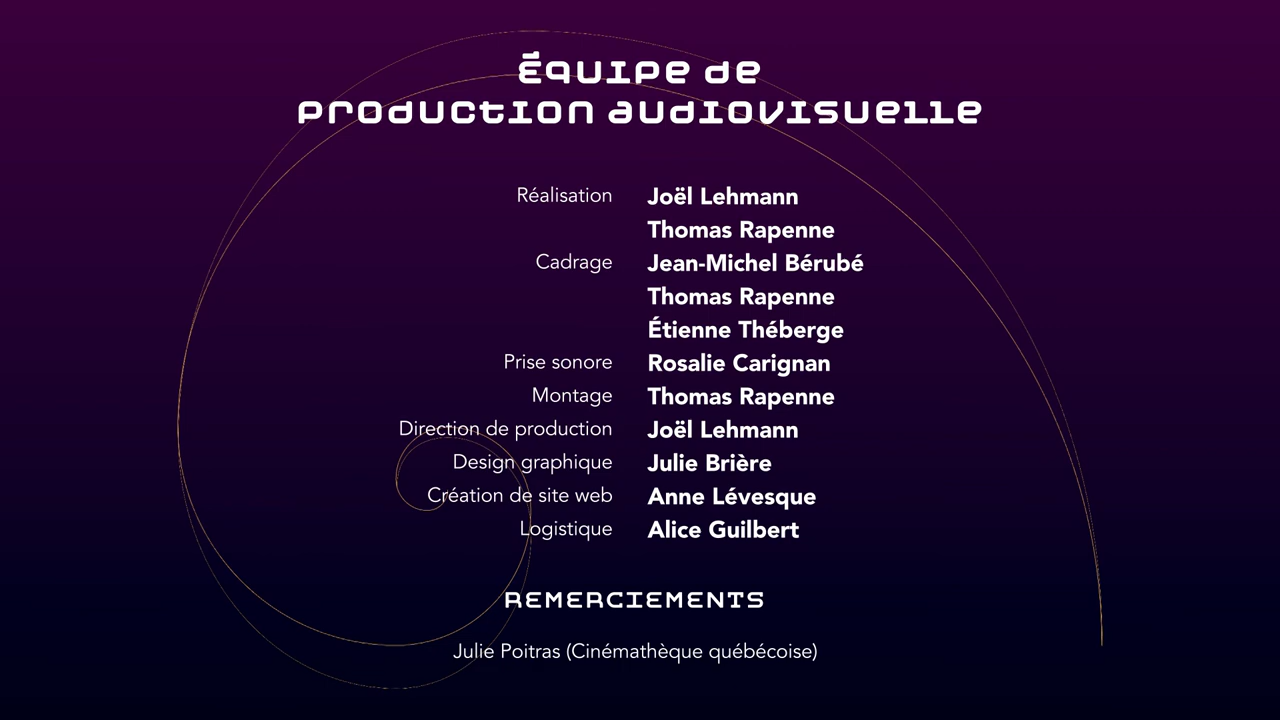 Équipe de
production audiovisuelle
Réalisation Joël Lehmann
Thomas Rapenne
Cadrage Jean-Michel Bérubé
Thomas Rapenne
Étienne Théberge
Prise sonore Rosalie Carignan
Montage Thomas Rapenne
Direction de production Joël Lehmann
Design graphique Julie Brière
Création de site web Anne Lévesque
Logistique Alice Guilbert
REMERCIEMENTS
Julie Poitras (Cinémathèque québécoise)